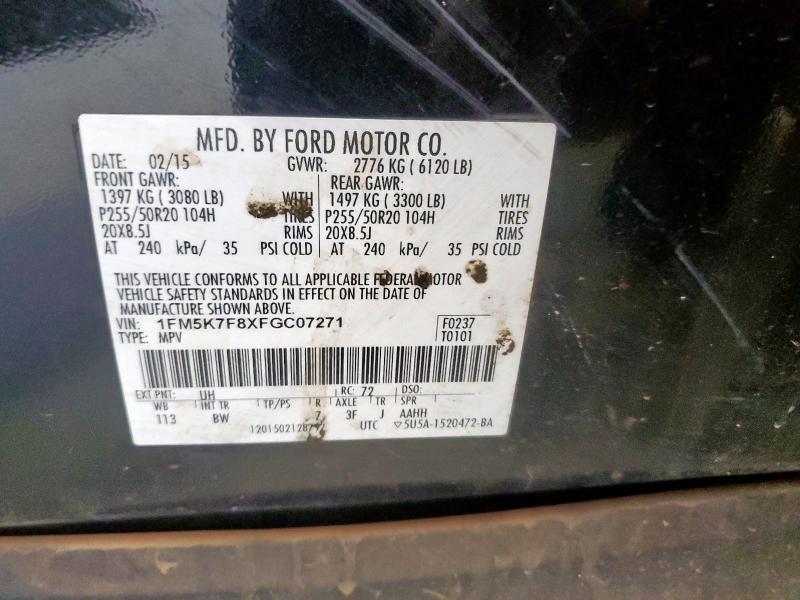 MFD. BY FORD MOTOR CO.
DATE: 02/15 GVWR: 2776 KG ( 6120 LB)
FRONT GAWR: REAR GAWR:
1397 KG ( 3080 LB) WITH 1497 KG ( 3300 LB) WITH
P255/50R20 104H TIRES P255/50R20 104H TIRES
20X8.5J RIMS 20X8.5J RIMS
AT 240 kPa/ 35 PSI COLD AT 240 kPa/ 35 PSI COLD
THIS VEHICLE CONFORMS TO ALL APPLICABLE FEDERAL MOTOR
VEHICLE SAFETY STANDARDS IN EFFECT ON THE DATE OF
MANUFACTURE SHOWN ABOVE.
VIN: 1FM5K7F8XFGC07271 F0237
TYPE: MPV T0101
EXT PNT: UH RC: 72 DSO:
WB INT TR TP/PS R AXLE TR SPR
113 BW 7 3F J AAHH
UTC ▽5U5A-1520472-BA